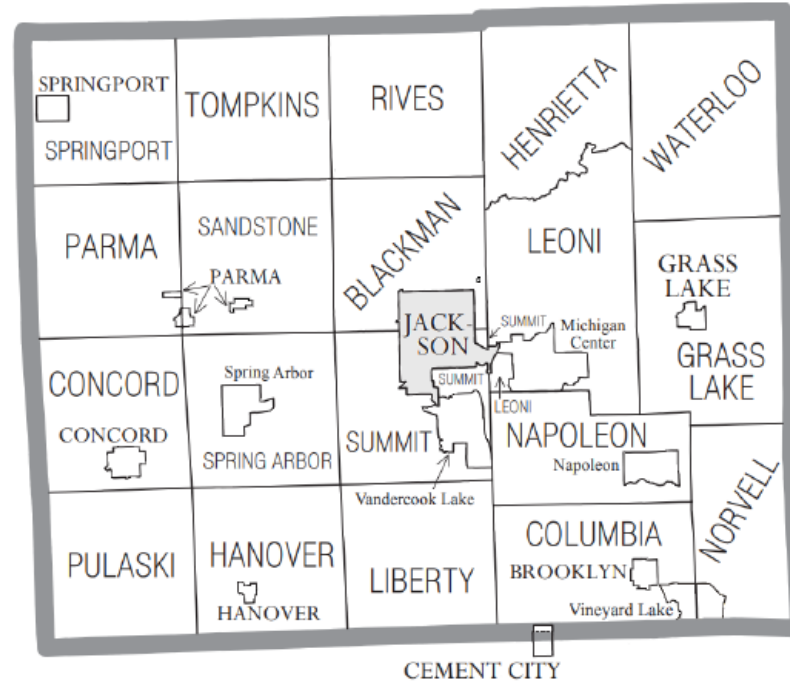 SPRINGPORT
TOMPKINS
RIVES
HENRIETTA
WATERLOO
SPRINGPORT
PARMA
SANDSTONE
PARMA
BLACKMAN
LEONI
GRASS
LAKE
JACK-
SON
SUMMIT
Michigan
Center
GRASS
LAKE
CONCORD
Spring Arbor
SUMMIT
LEONI
CONCORD
SPRING ARBOR
SUMMIT
NAPOLEON
Napoleon
Vandercook Lake
NORVELL
PULASKI
HANOVER
LIBERTY
COLUMBIA
BROOKLYN
HANOVER
Vineyard Lake
CEMENT CITY